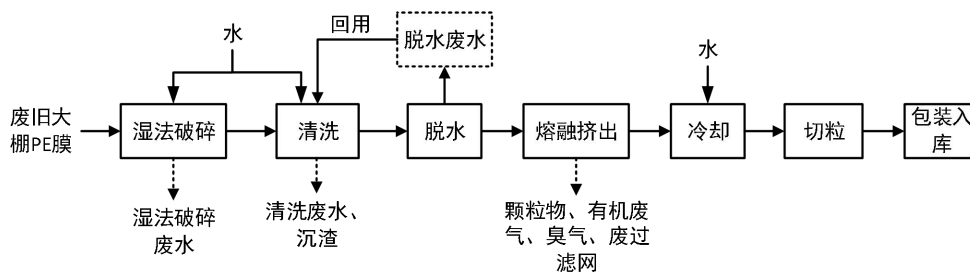 水
回用
脱水废水
水
废旧大
棚PE膜
湿法破碎
清洗
脱水
熔融挤出
冷却
切粒
包装入
库
湿法破碎
废水
清洗废水、
沉渣
颗粒物、有机废
气、臭气、废过
滤网